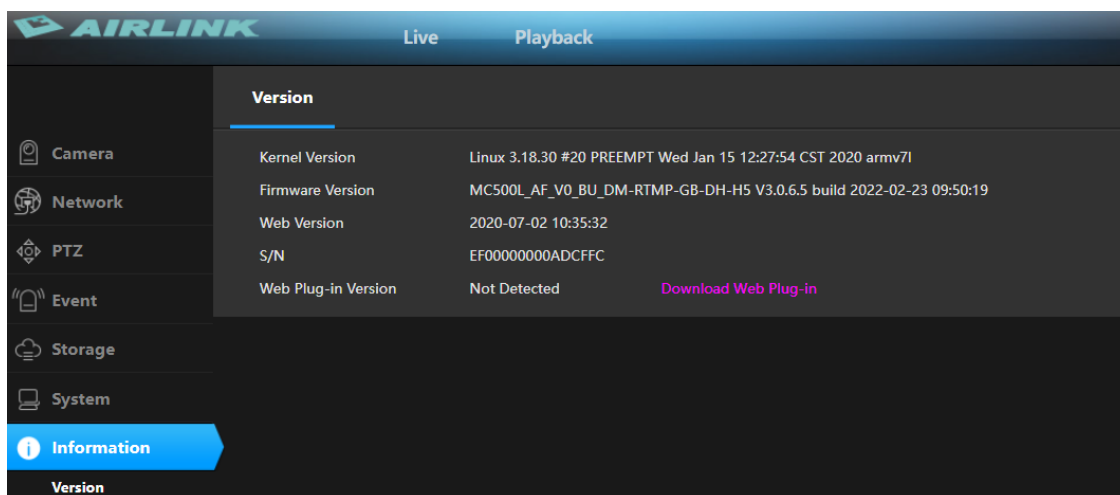 AIRLINK
Live Playback
Version
Camera
Network
PTZ
Event
Storage
System
Information
Version
Kernel Version Linux 3.18.30 #20 PREEMPT Wed Jan 15 12:27:54 CST 2020 armv7l
Firmware Version MC500L_AF_V0_BU_DM-RTMP-GB-DH-H5 V3.0.6.5 build 2022-02-23 09:50:19
Web Version 2020-07-02 10:35:32
S/N EF00000000ADCFFC
Web Plug-in Version Not Detected Download Web Plug-in